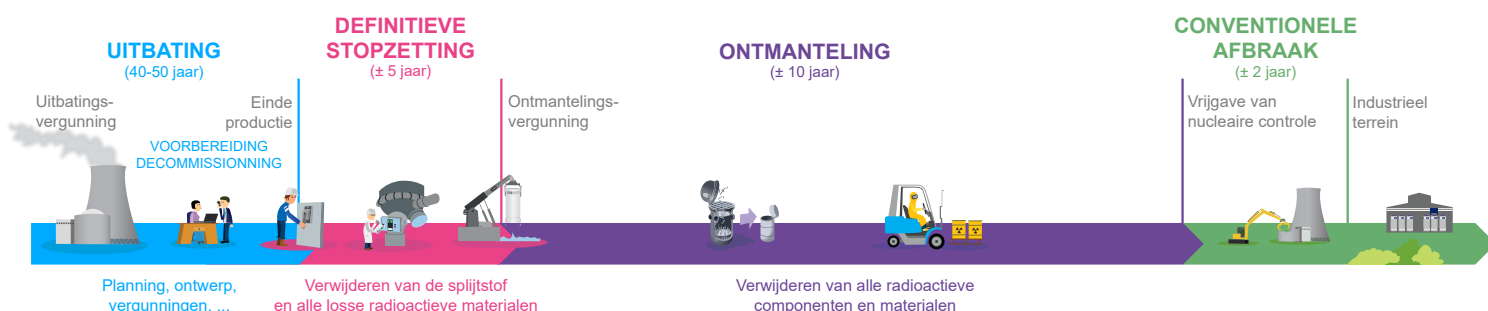 UITBATING
(40-50 jaar)
Uitbatings-
vergunning
Einde
productie
VOORBEREIDING
DECOMMISSIONNING
Planning, ontwerp,
vergunningen, ...
DEFINITIEVE
STOPZETTING
(± 5 jaar)
Verwijderen van de splijtstof
en alle losse radioactieve materialen
Ontmantelings-
vergunning
ONTMANTELING
(± 10 jaar)
Verwijderen van alle radioactieve
componenten en materialen
CONVENTIONELE
AFBRAAK
(± 2 jaar)
Vrijgave van
nucleaire controle
Industrieel
terrein